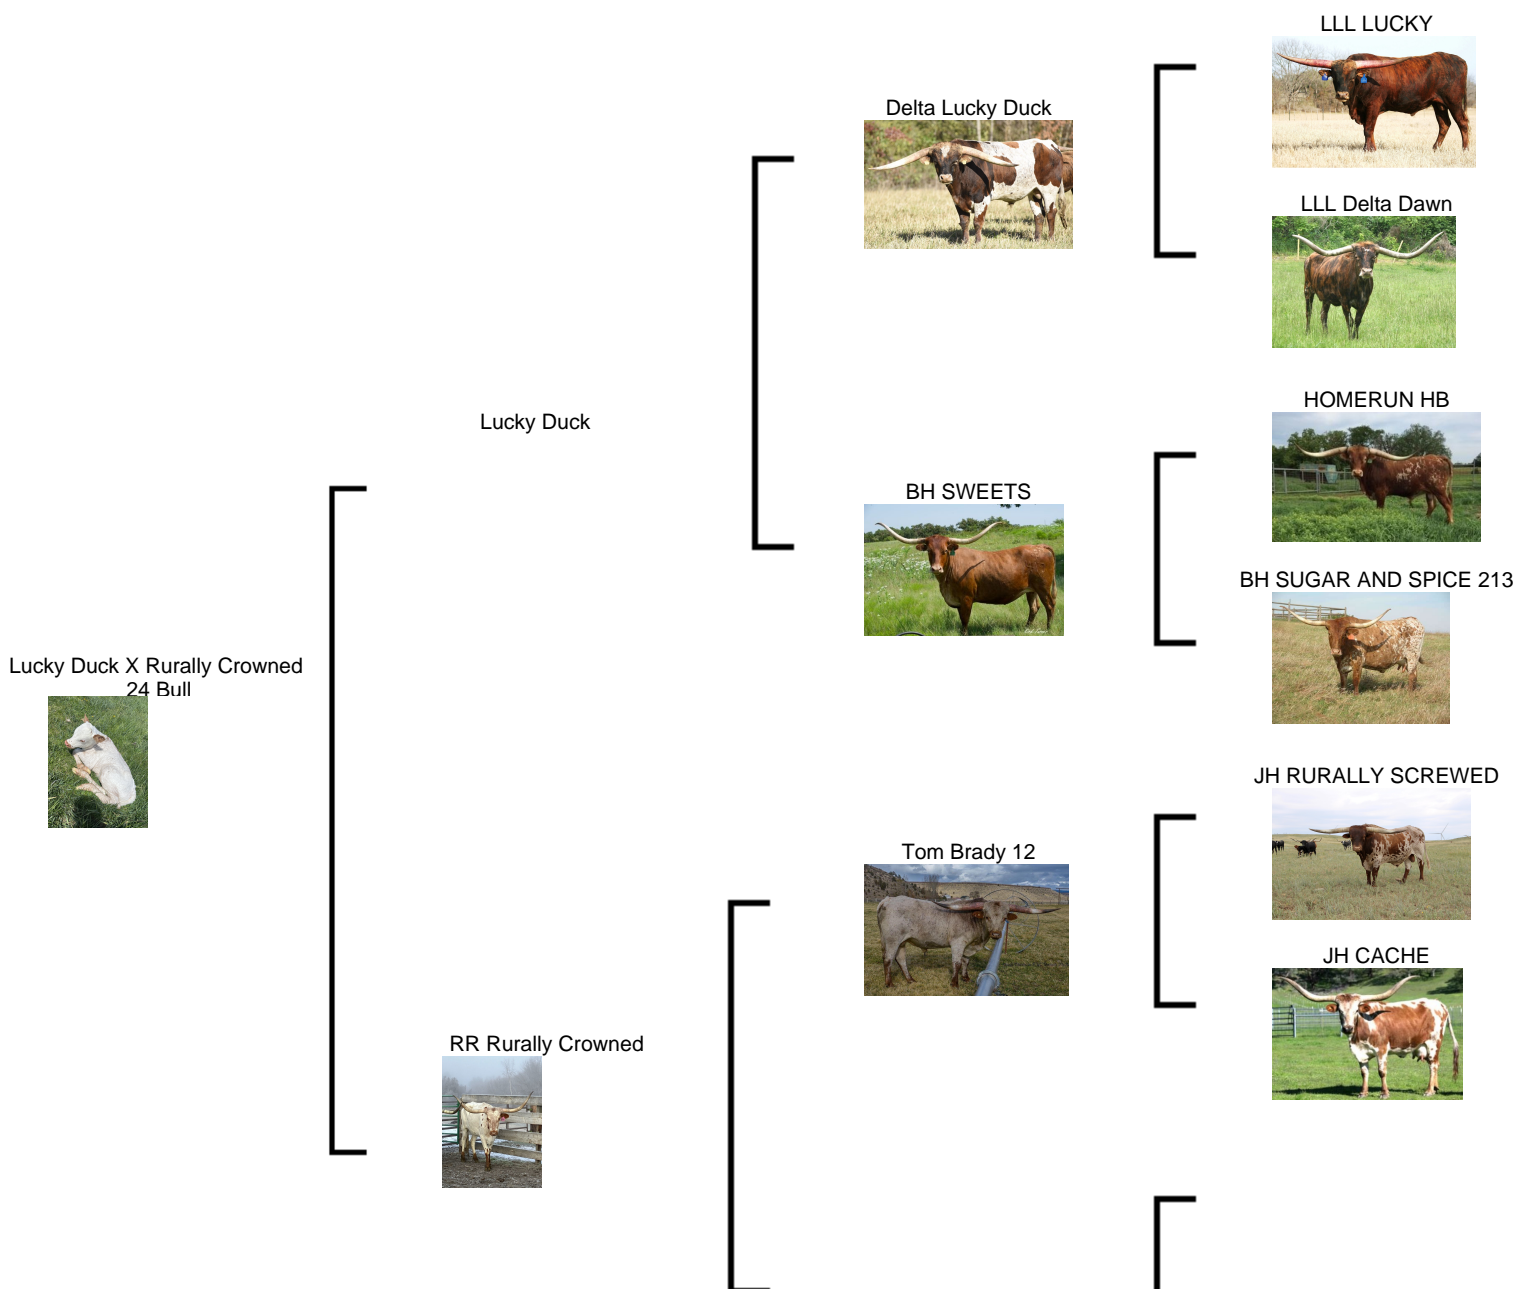 LLL LUCKY
Delta Lucky Duck
LLL Delta Dawn
HOMERUN HB
Lucky Duck
BH SWEETS
BH SUGAR AND SPICE 213
Lucky Duck X Rurally Crowned
24 Bull
JH RURALLY SCREWED
Tom Brady 12
JH CACHE
RR Rurally Crowned